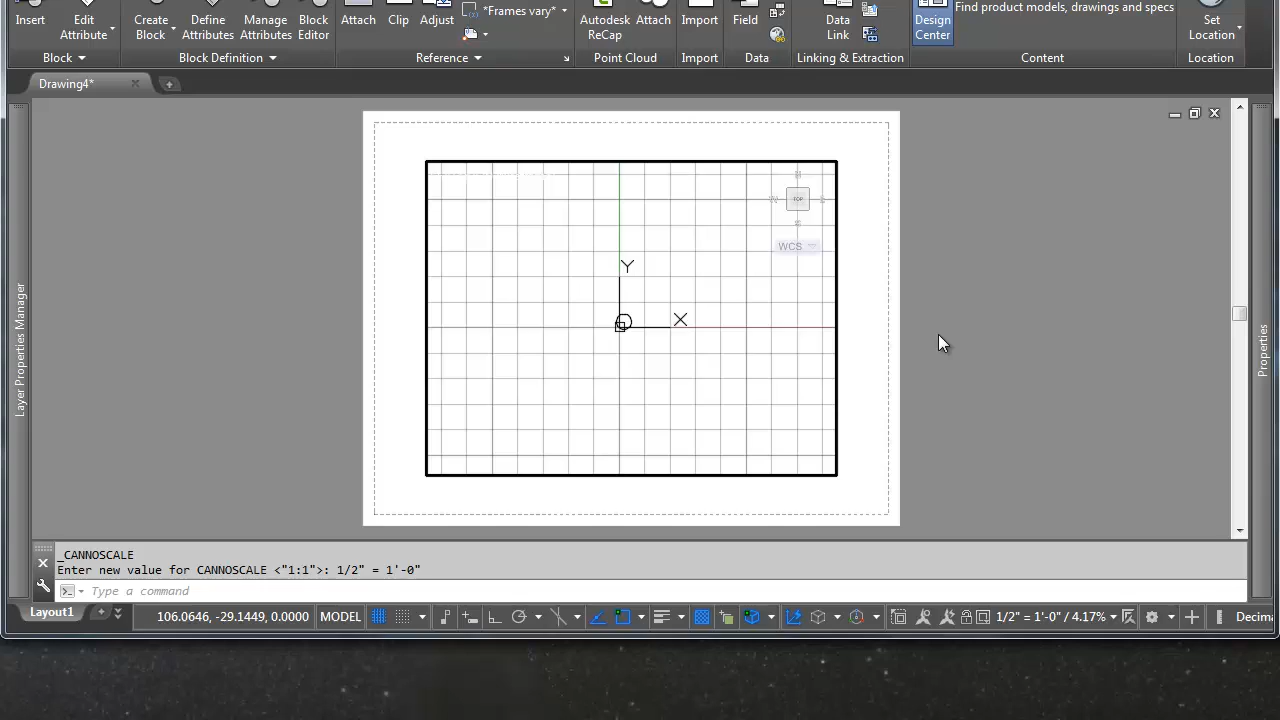 Insert
Edit
Attribute
Create
Block
Define
Attributes
Manage
Attributes
Block
Editor
Attach
Clip
Adjust
*Frames vary*
Autodesk
ReCap
Attach
Import
Field
Data
Link
Design
Center
Find product models, drawings and specs
Set
Location
Block
Block Definition
Reference
Point Cloud
Import
Data
Linking & Extraction
Content
Location
Drawing4*
TOP
WCS
Y
X
Layer Properties Manager
Properties
_CANNOSCALE
Enter new value for CANNOSCALE <"1:1">: 1/2" = 1'-0"
Type a command
Layout1
106.0646, -29.1449, 0.0000
MODEL
1/2" = 1'-0" / 4.17%
Decima